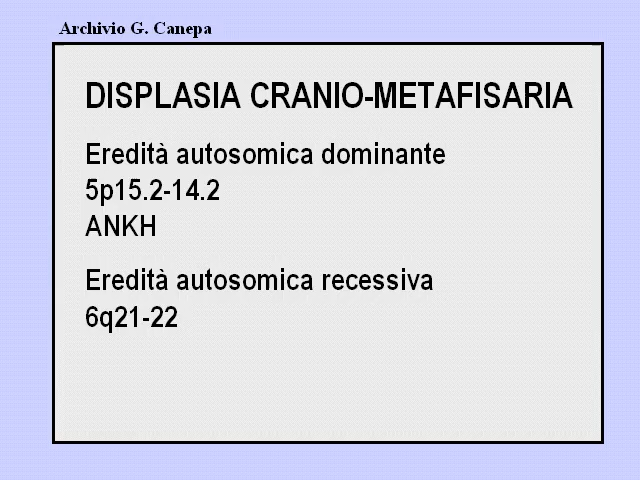 Archivio G. Canepa
DISPLASIA CRANIO-METAFISARIA
Eredità autosomica dominante
5p15.2-14.2
ANKH
Eredità autosomica recessiva
6q21-22